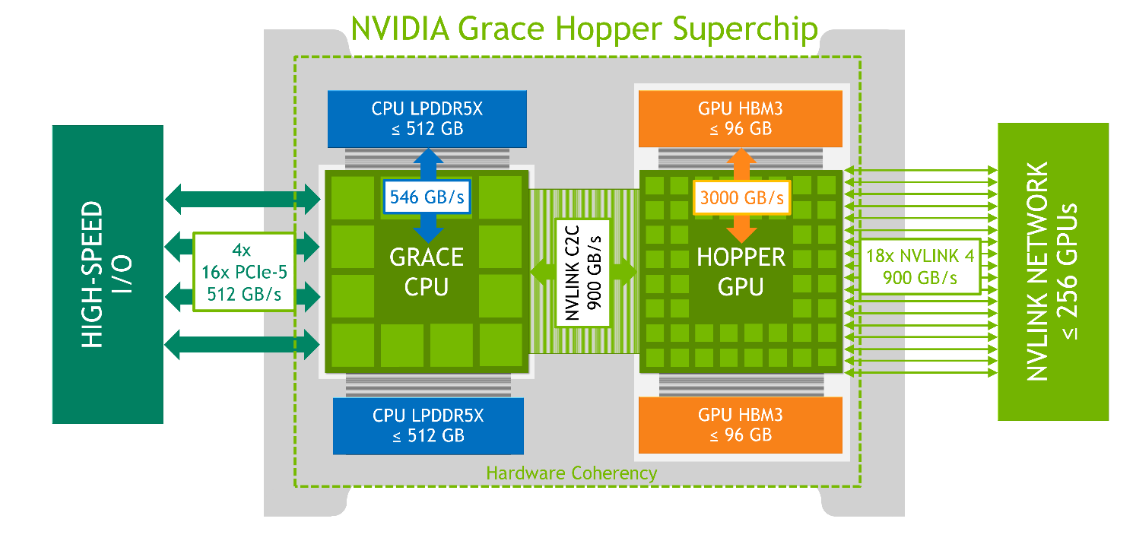 NVIDIA Grace Hopper Superchip
CPU LPDDR5X
≤ 512 GB
GPU HBM3
≤ 96 GB
HIGH-SPEED
I/O
4x
16x PCIe-5
512 GB/s
546 GB/s
GRACE
CPU
NVLINK C2C
900 GB/s
3000 GB/s
HOPPER
GPU
18x NVLINK 4
900 GB/s
NVLINK NETWORK
≤ 256 GPUs
CPU LPDDR5X
≤ 512 GB
GPU HBM3
≤ 96 GB
Hardware Coherency